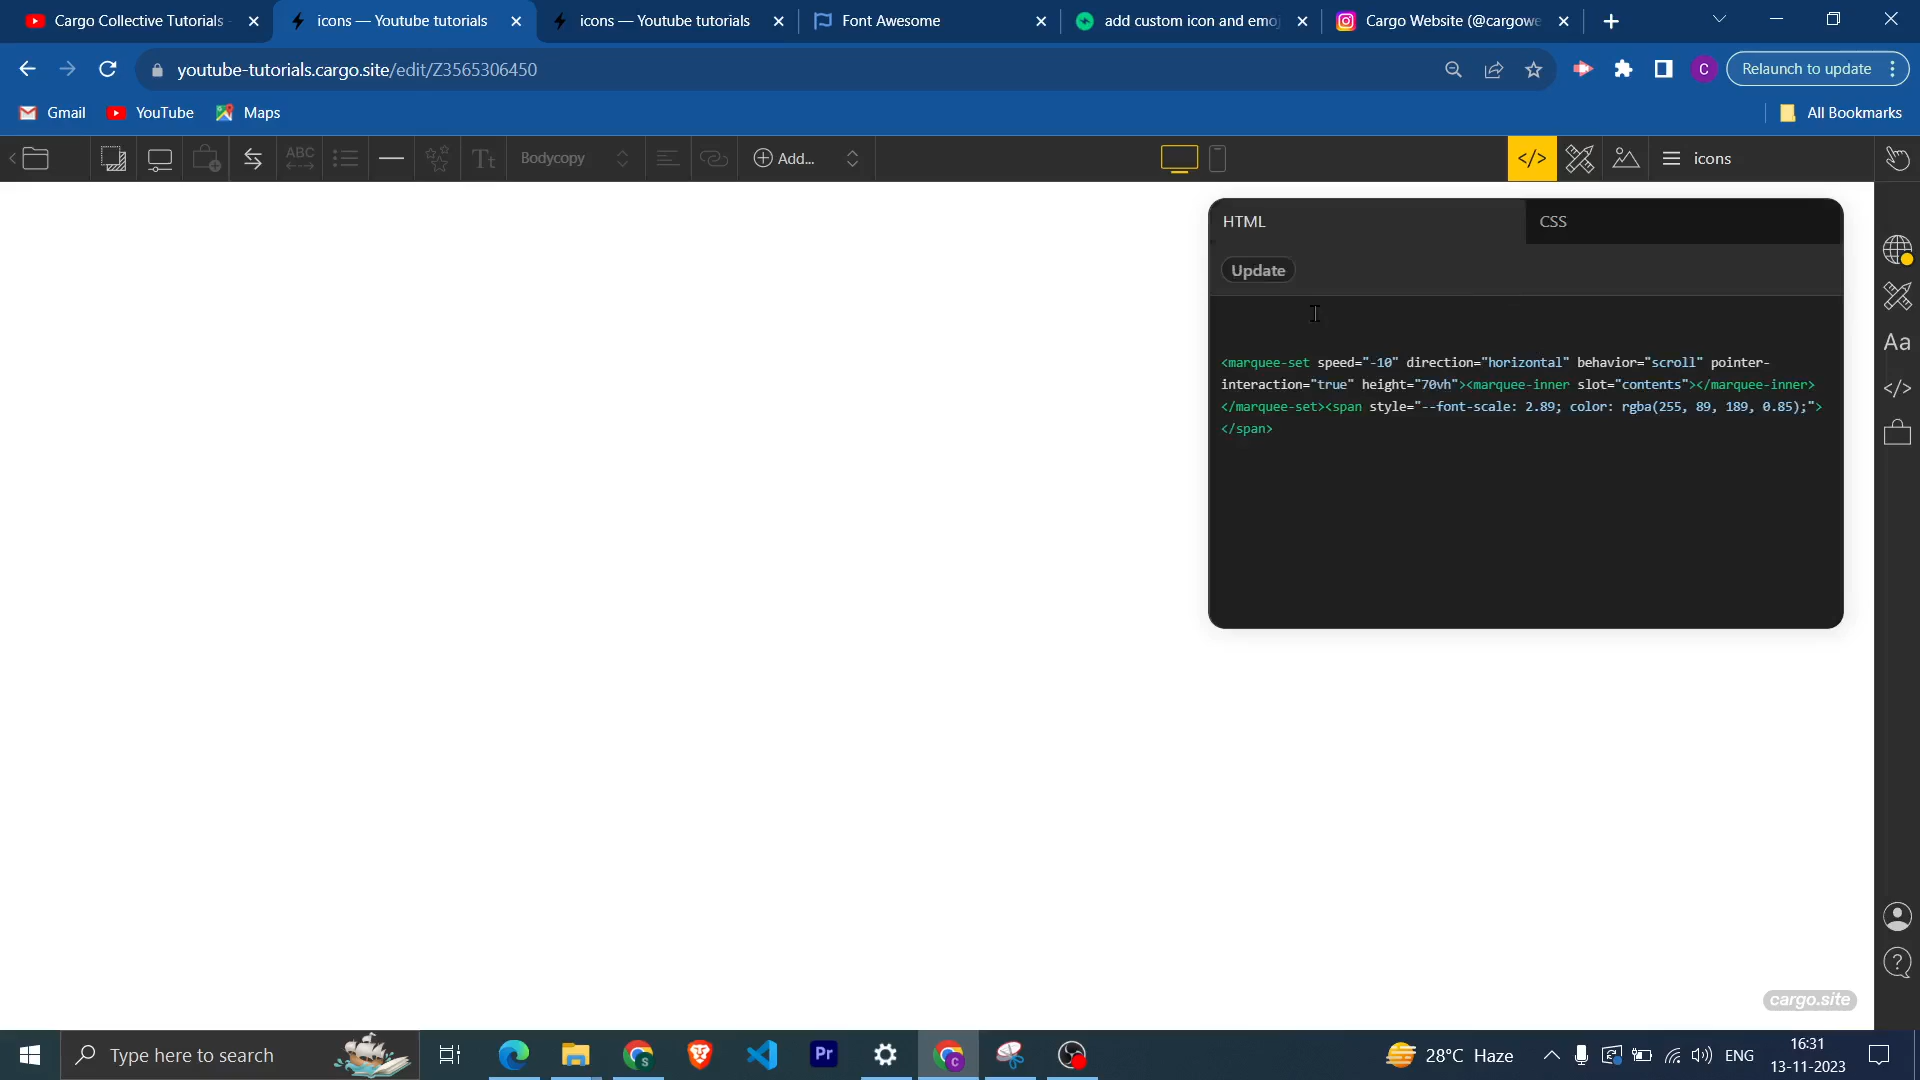 Cargo Collective Tutorials -
icons — Youtube tutorials
icons — Youtube tutorials
Font Awesome
add custom icon and emoj
Cargo Website (@cargowe
youtube-tutorials.cargo.site/edit/Z3565306450
C
Relaunch to update
Gmail
YouTube
Maps
All Bookmarks
ABC
Tt
Bodycopy
Add...
</>
icons
HTML
CSS
Update
<marquee-set speed="-10" direction="horizontal" behavior="scroll" pointer-
interaction="true" height="70vh"><marquee-inner slot="contents"></marquee-inner>
</marquee-set><span style="--font-scale: 2.89; color: rgba(255, 89, 189, 0.85);">
</span>
Aa
</>
?
cargo.site
Type here to search
S
Pr
C
28°C Haze
ENG
16:31
13-11-2023